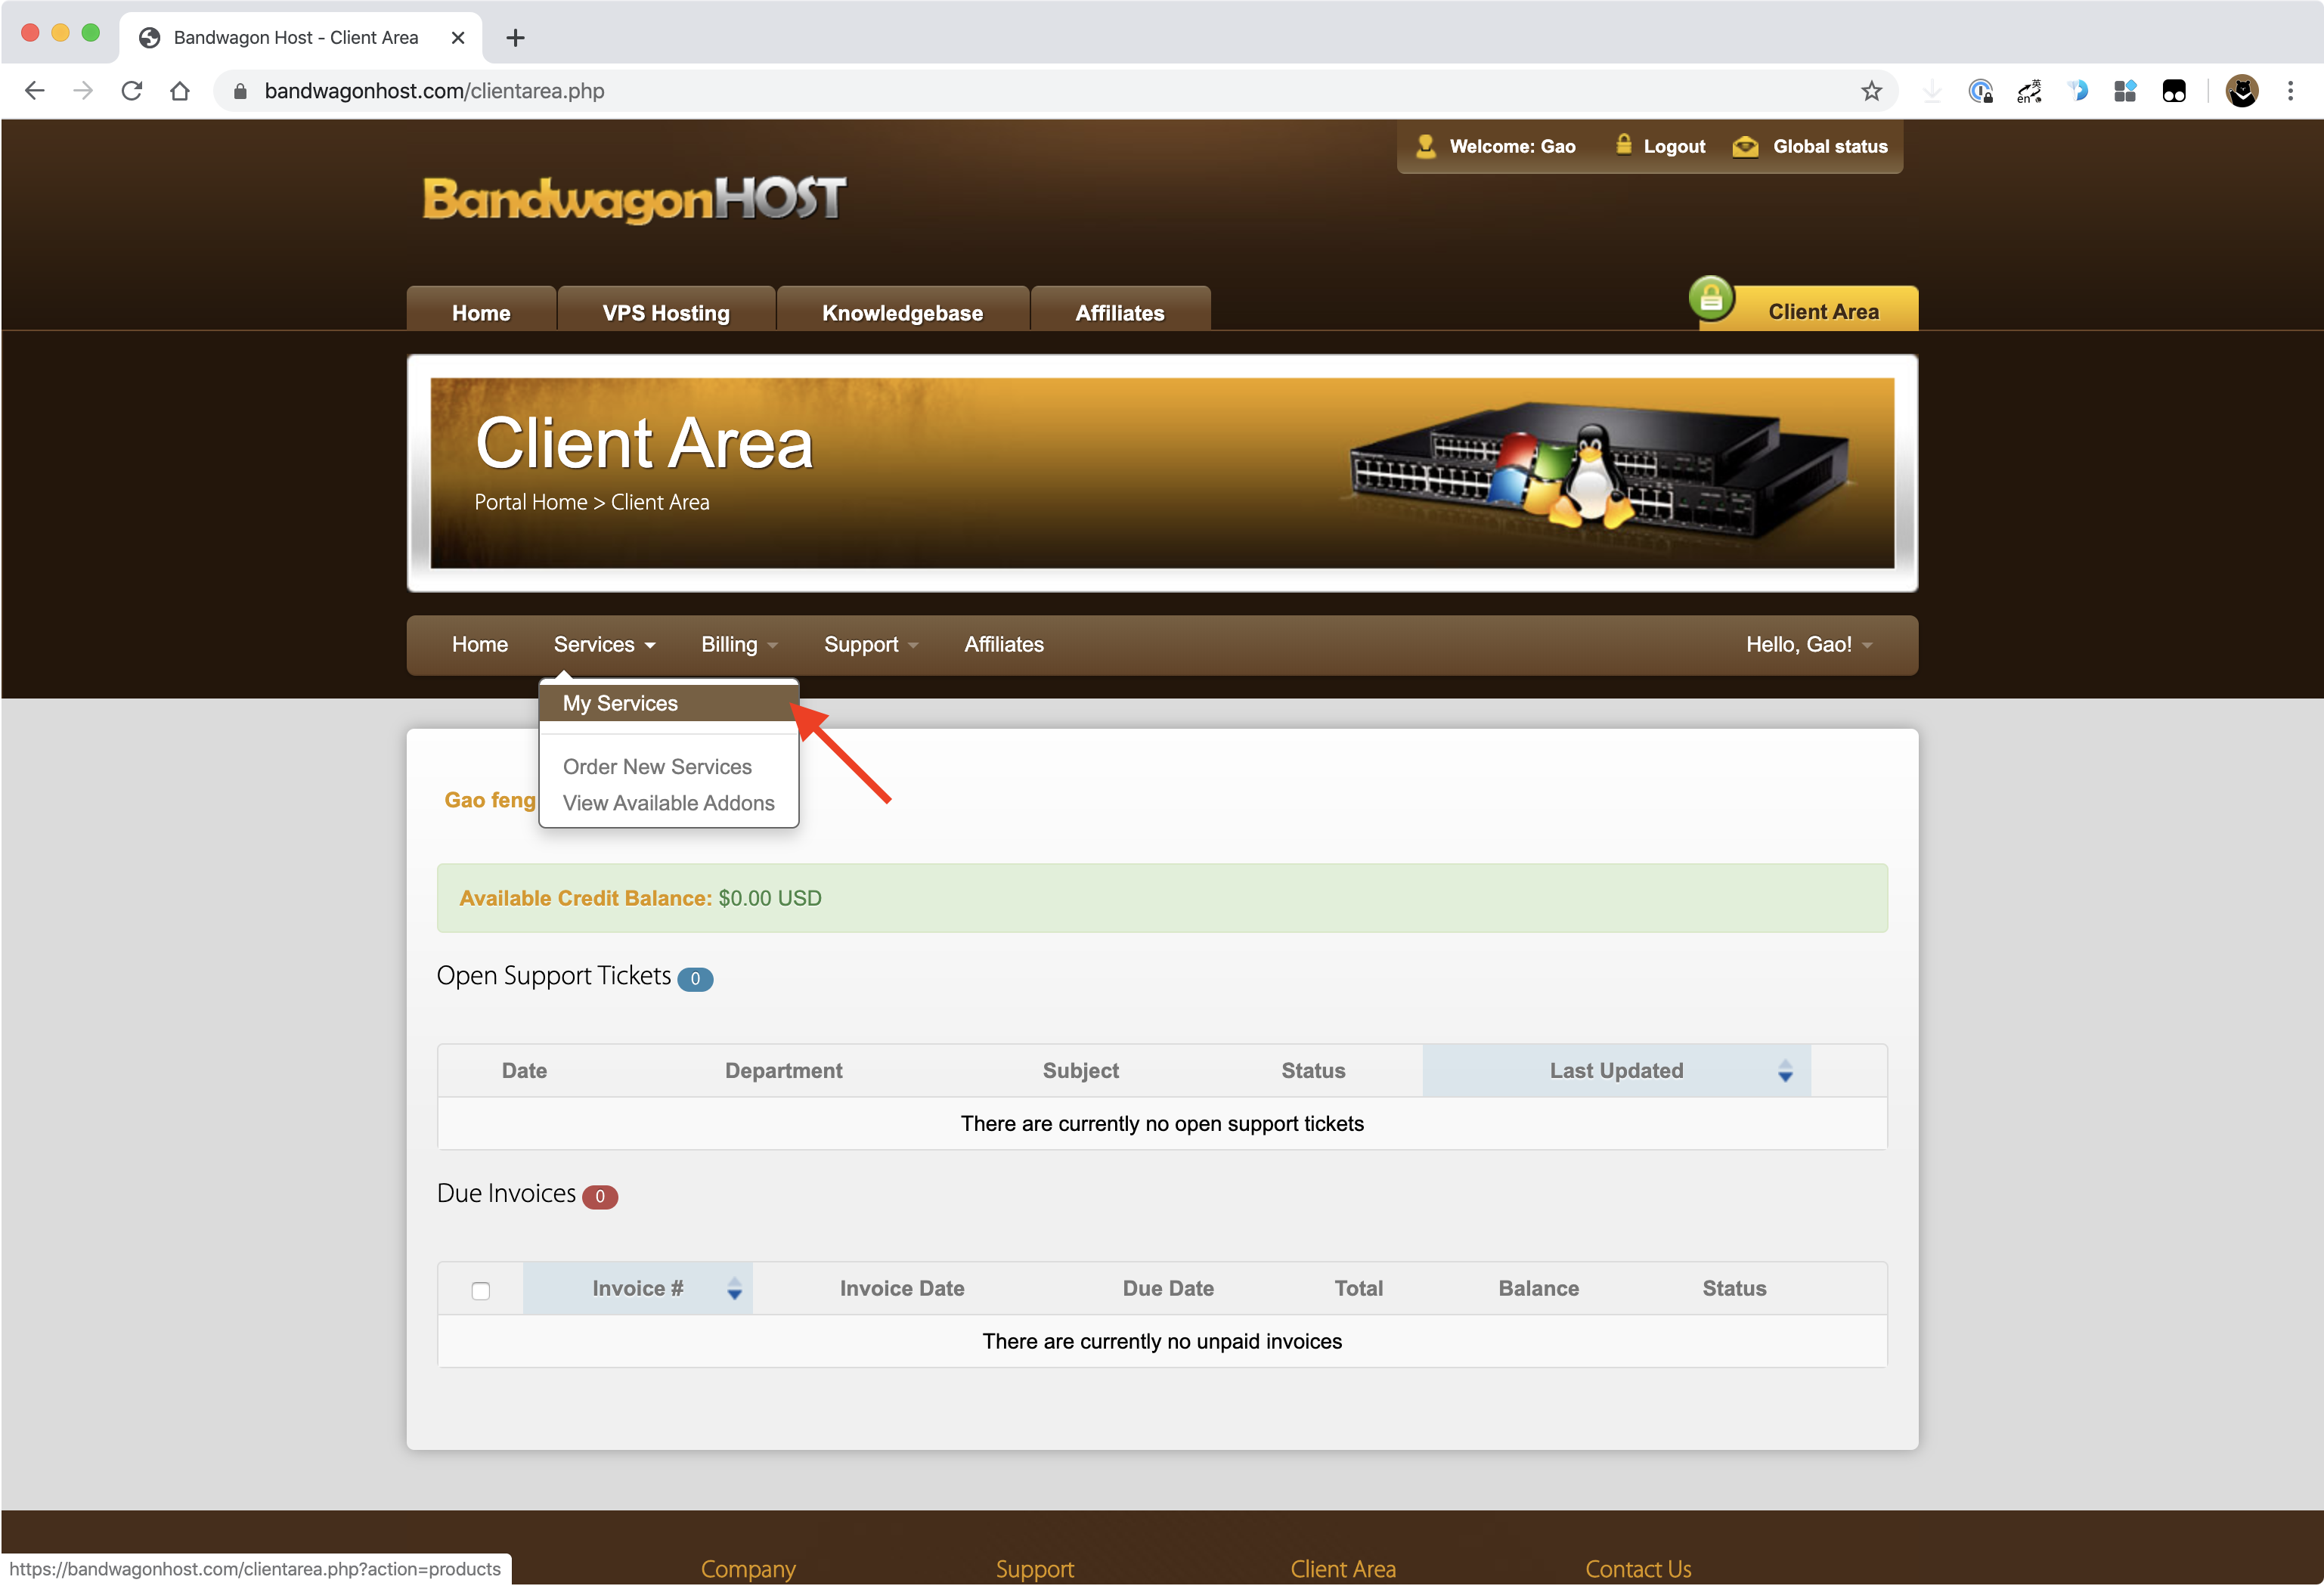 Bandwagon Host - Client Area
bandwagonhost.com/clientarea.php
英
en
Welcome: Gao Logout Global status
BandwagonHOST
Home VPS Hosting Knowledgebase Affiliates Client Area
Client Area
Portal Home > Client Area
Home Services Billing Support Affiliates Hello, Gao!
My Services
Order New Services
View Available Addons
Gao feng
Available Credit Balance: $0.00 USD
Open Support Tickets 0
Date Department Subject Status Last Updated
There are currently no open support tickets
Due Invoices 0
Invoice # Invoice Date Due Date Total Balance Status
There are currently no unpaid invoices
Company Support Client Area Contact Us
https://bandwagonhost.com/clientarea.php?action=products